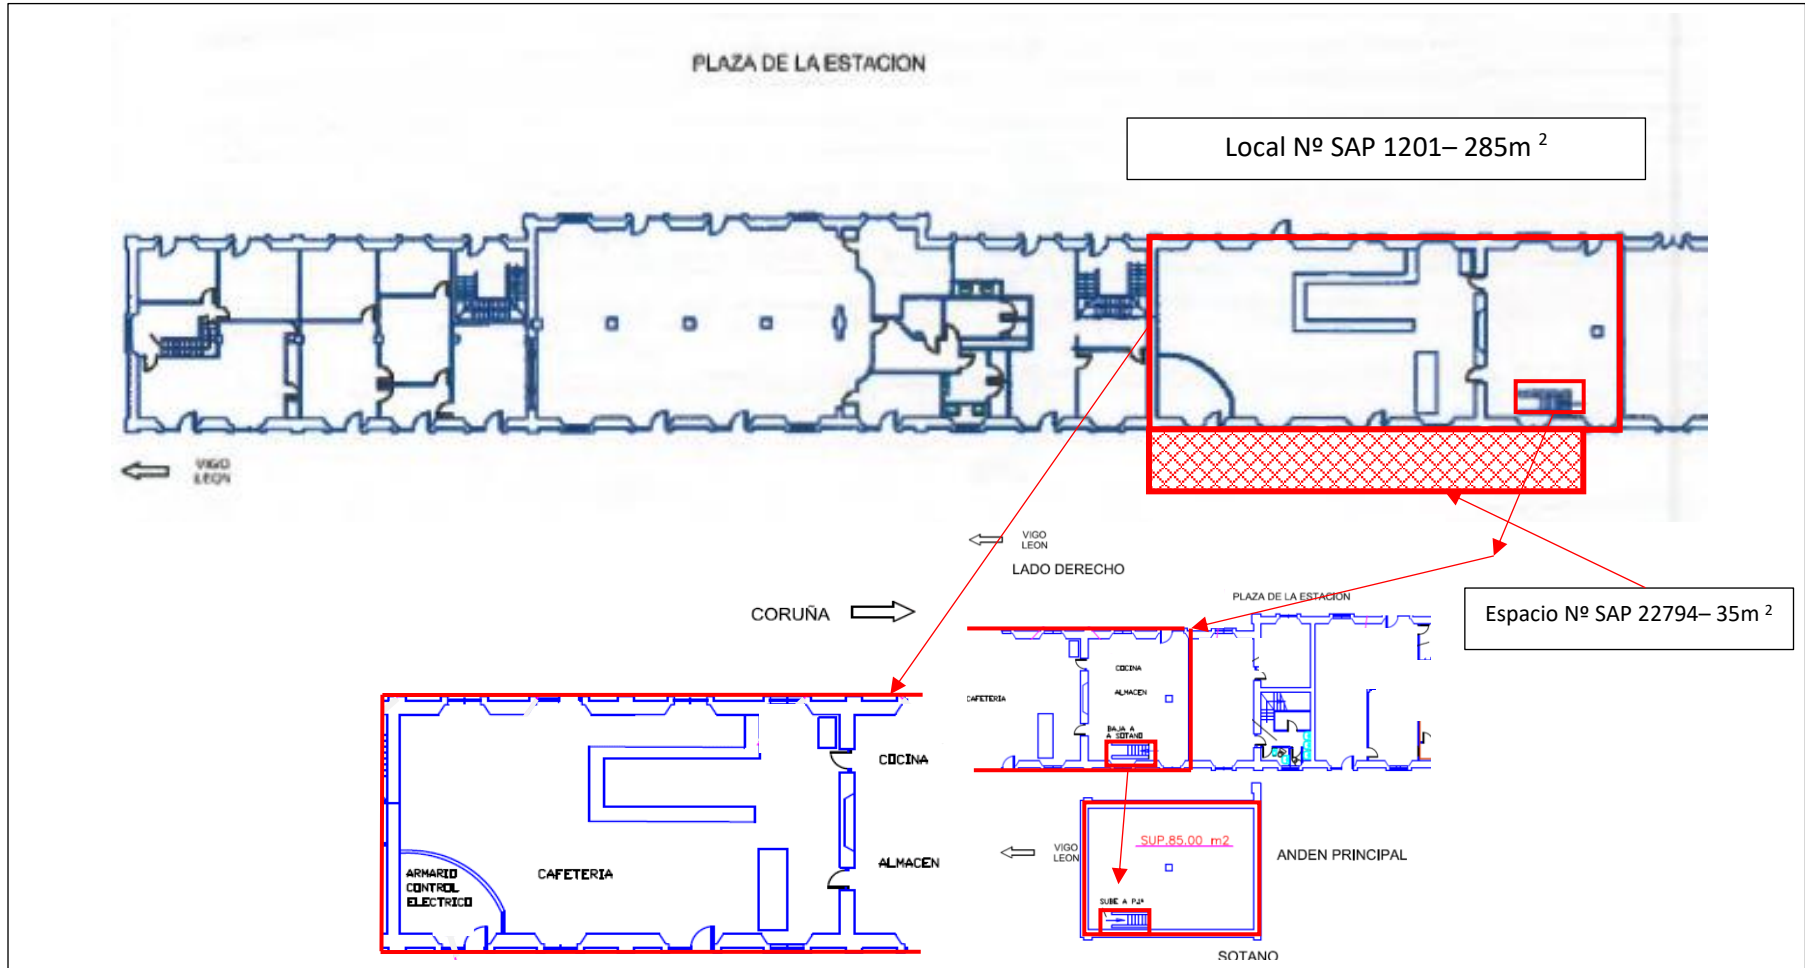 PLAZA DE LA ESTACION
Local Nº SAP 1201– 285m 2
VIGO
LEON
VIGO
LEON
LADO DERECHO
CORUÑA
PLAZA DE LA ESTACION
Espacio Nº SAP 22794– 35m 2
COCINA
ALMACEN
CAFETERIA
BAJA A
A SOTANO
COCINA
ALMACEN
CAFETERIA
ARMARIO
CONTROL
ELECTRICO
SUP.85.00 m2
VIGO
LEON
ANDEN PRINCIPAL
SUBE A P.Jª
SOTANO